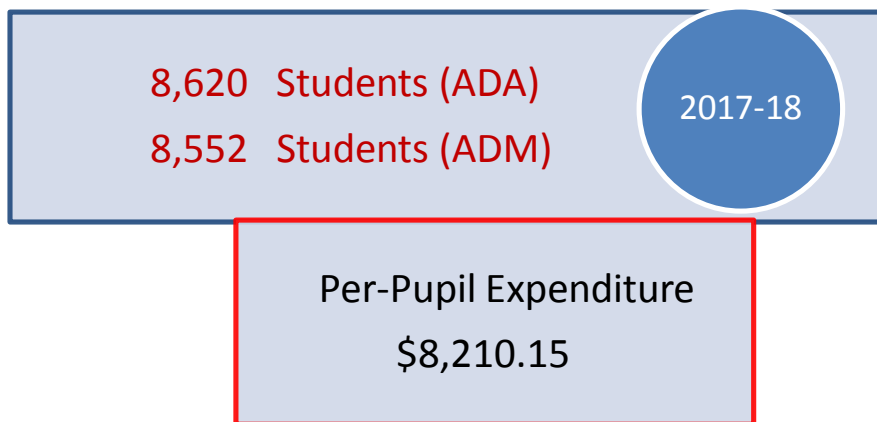 8,620 Students (ADA)
8,552 Students (ADM)
2017-18
Per-Pupil Expenditure
$8,210.15